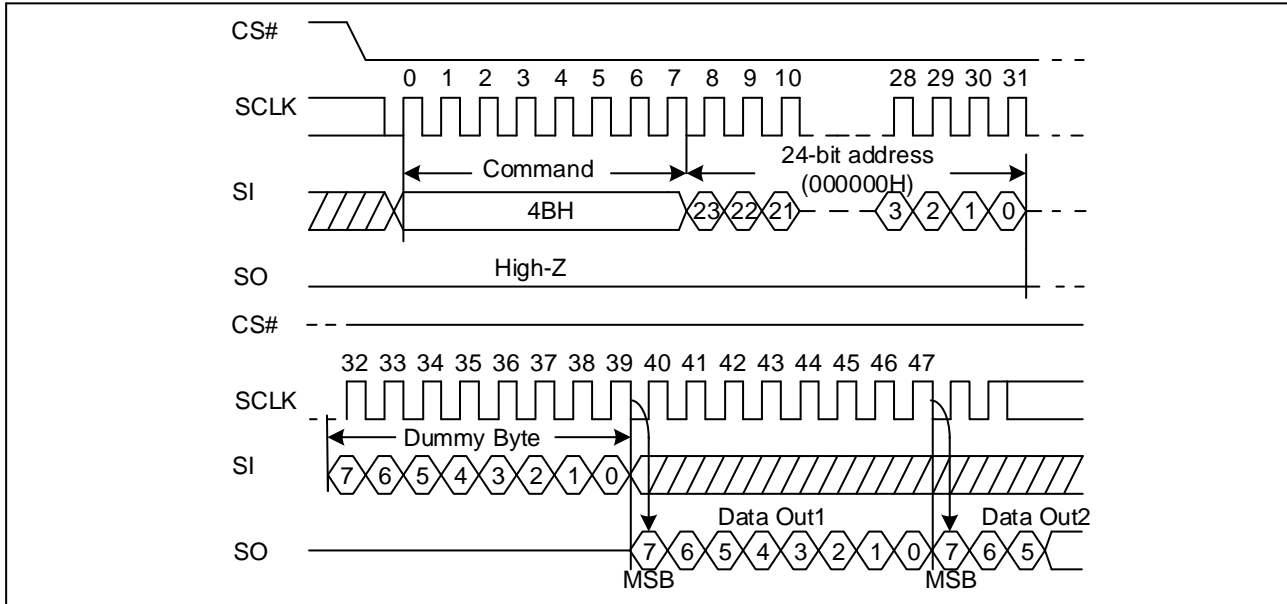 CS#
0 1 2 3 4 5 6 7 8 9 10 28 29 30 31
SCLK
Command 24-bit address
(000000H)
SI 4BH 23 22 21 3 2 1 0
SO High-Z
CS#
32 33 34 35 36 37 38 39 40 41 42 43 44 45 46 47
SCLK
Dummy Byte
SI 7 6 5 4 3 2 1 0
Data Out1 Data Out2
SO 7 6 5 4 3 2 1 0 7 6 5
MSB MSB